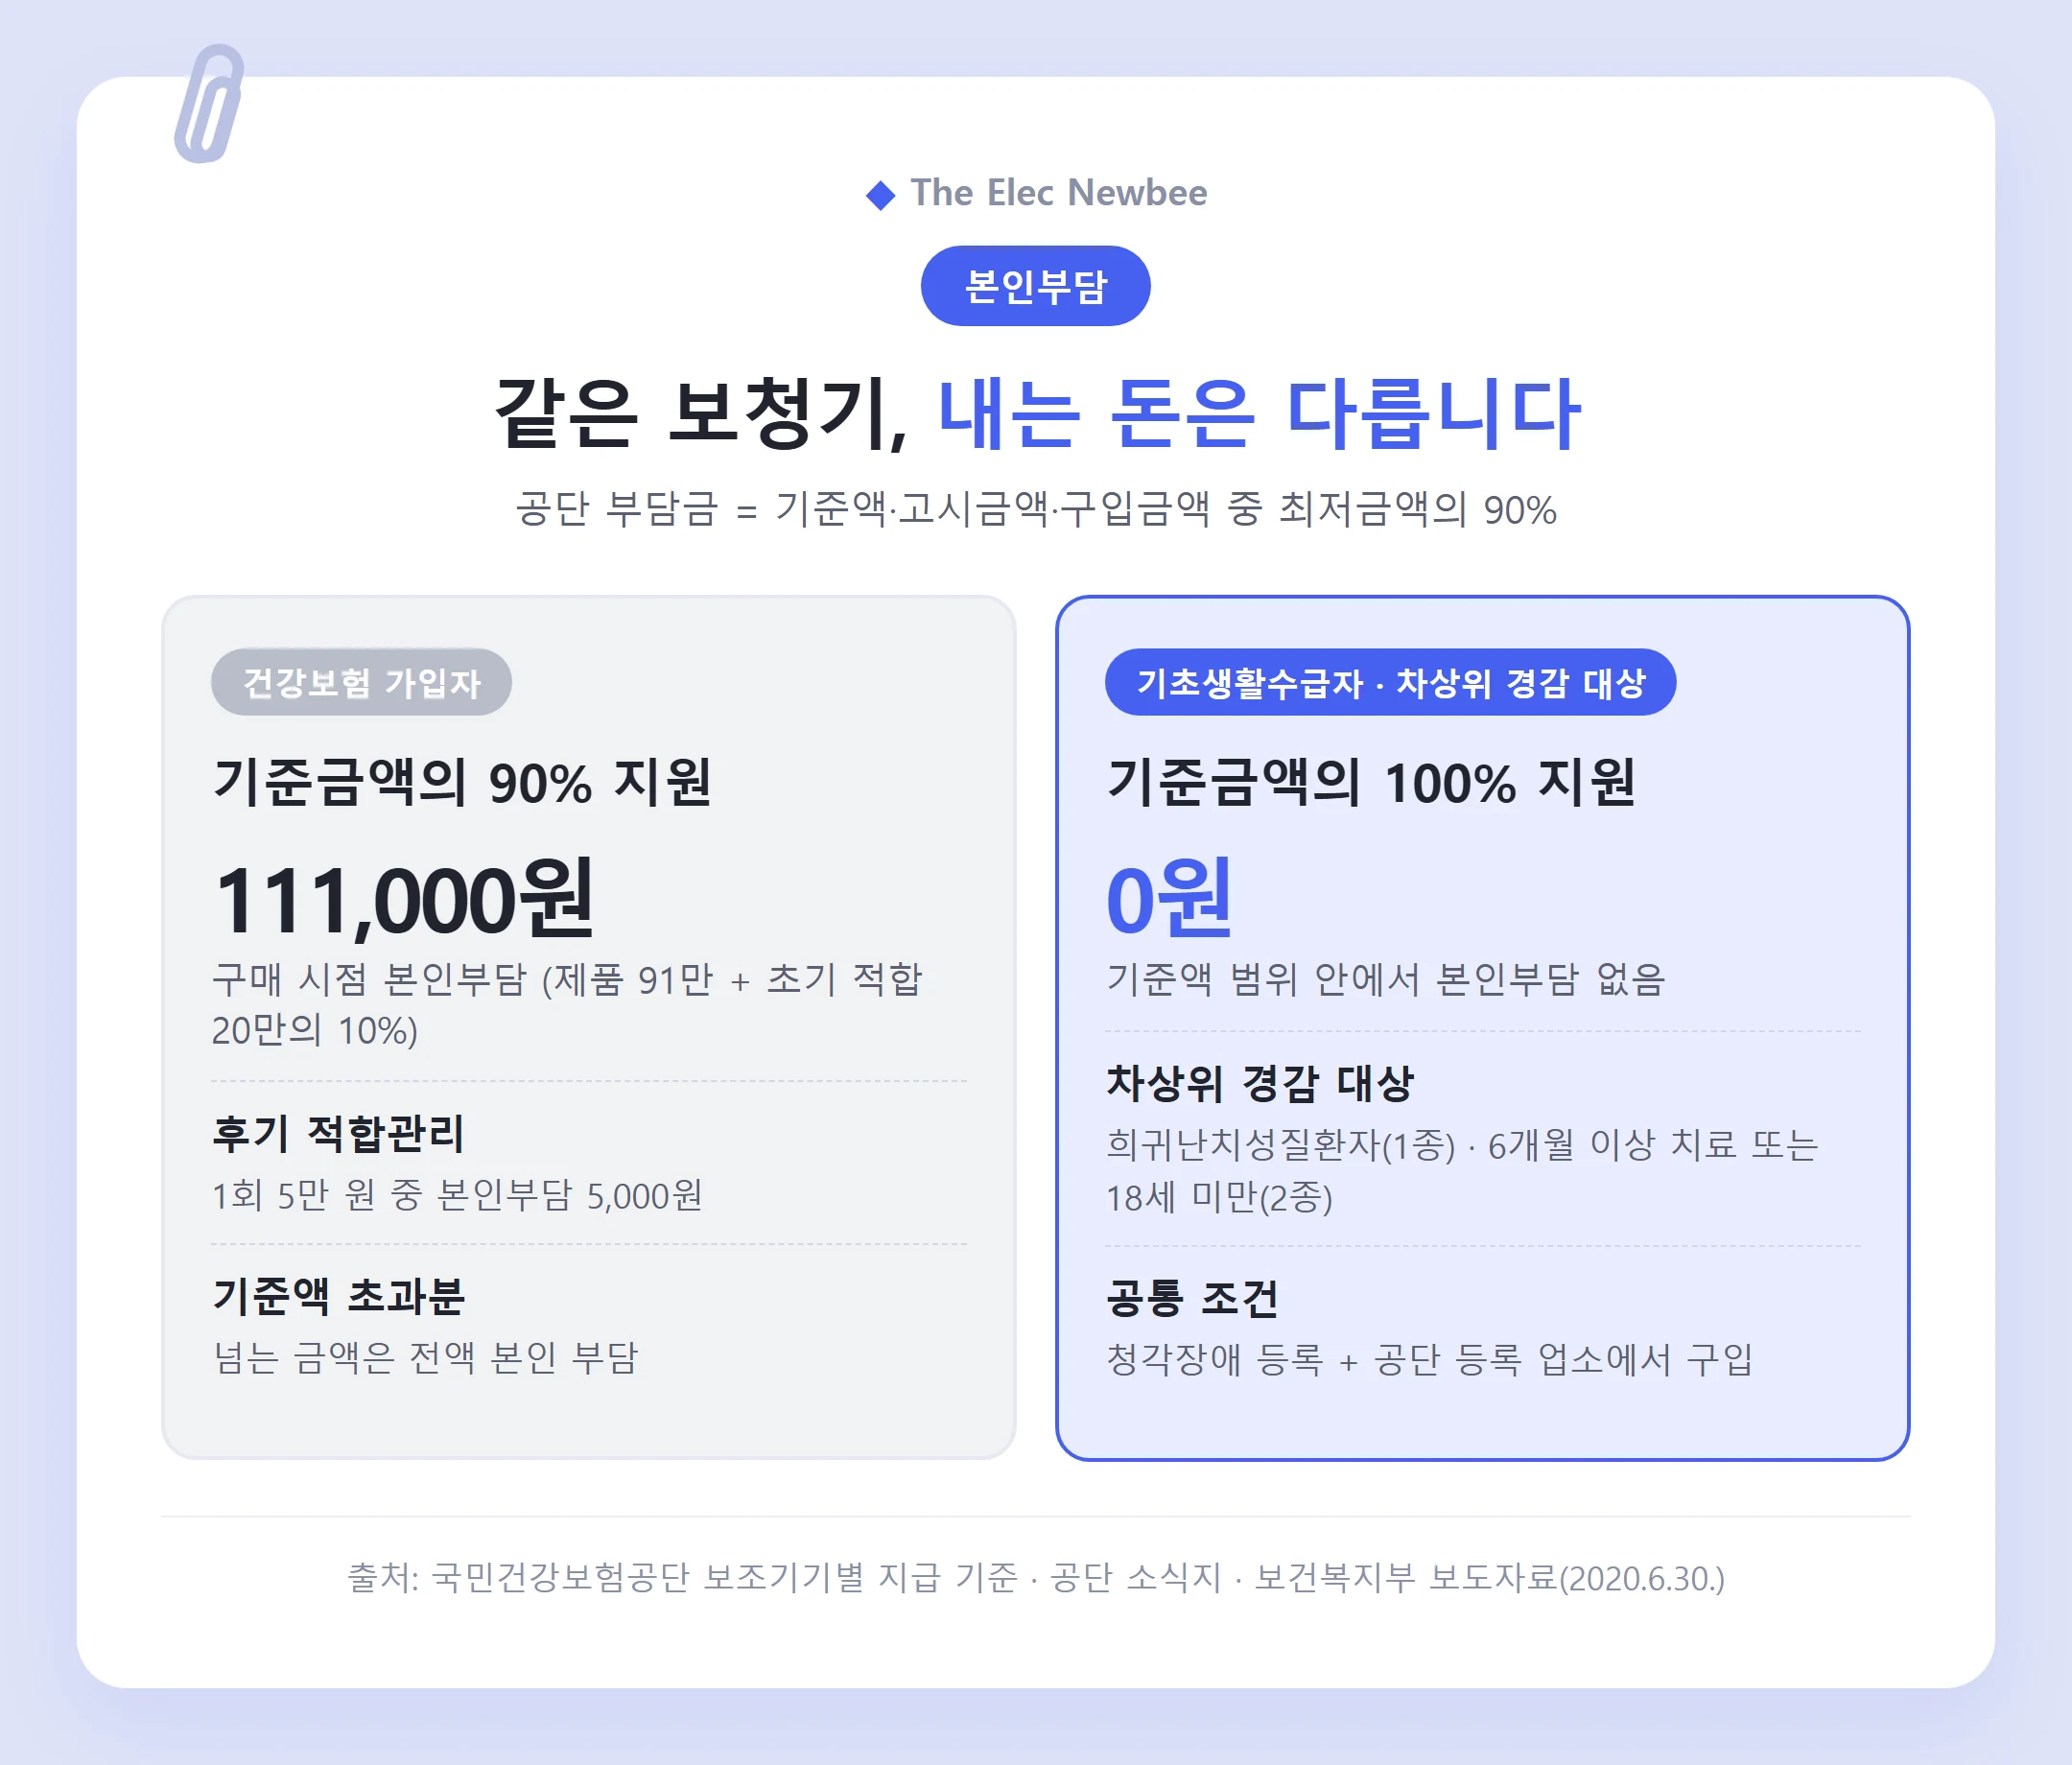 The Elec Newbee
본인부담
같은 보청기, 내는 돈은 다릅니다
공단 부담금 = 기준액·고시금액·구입금액 중 최저금액의 90%
건강보험 가입자
기준금액의 90% 지원
111,000원
구매 시점 본인부담 (제품 91만 + 초기 적합
20만의 10%)
후기 적합관리
1회 5만 원 중 본인부담 5,000원
기준액 초과분
넘는 금액은 전액 본인 부담
기초생활수급자 · 차상위 경감 대상
기준금액의 100% 지원
0원
기준액 범위 안에서 본인부담 없음
차상위 경감 대상
희귀난치성질환자(1종) · 6개월 이상 치료 또는
18세 미만(2종)
공통 조건
청각장애 등록 + 공단 등록 업소에서 구입
출처: 국민건강보험공단 보조기기별 지급 기준 · 공단 소식지 · 보건복지부 보도자료(2020.6.30.)